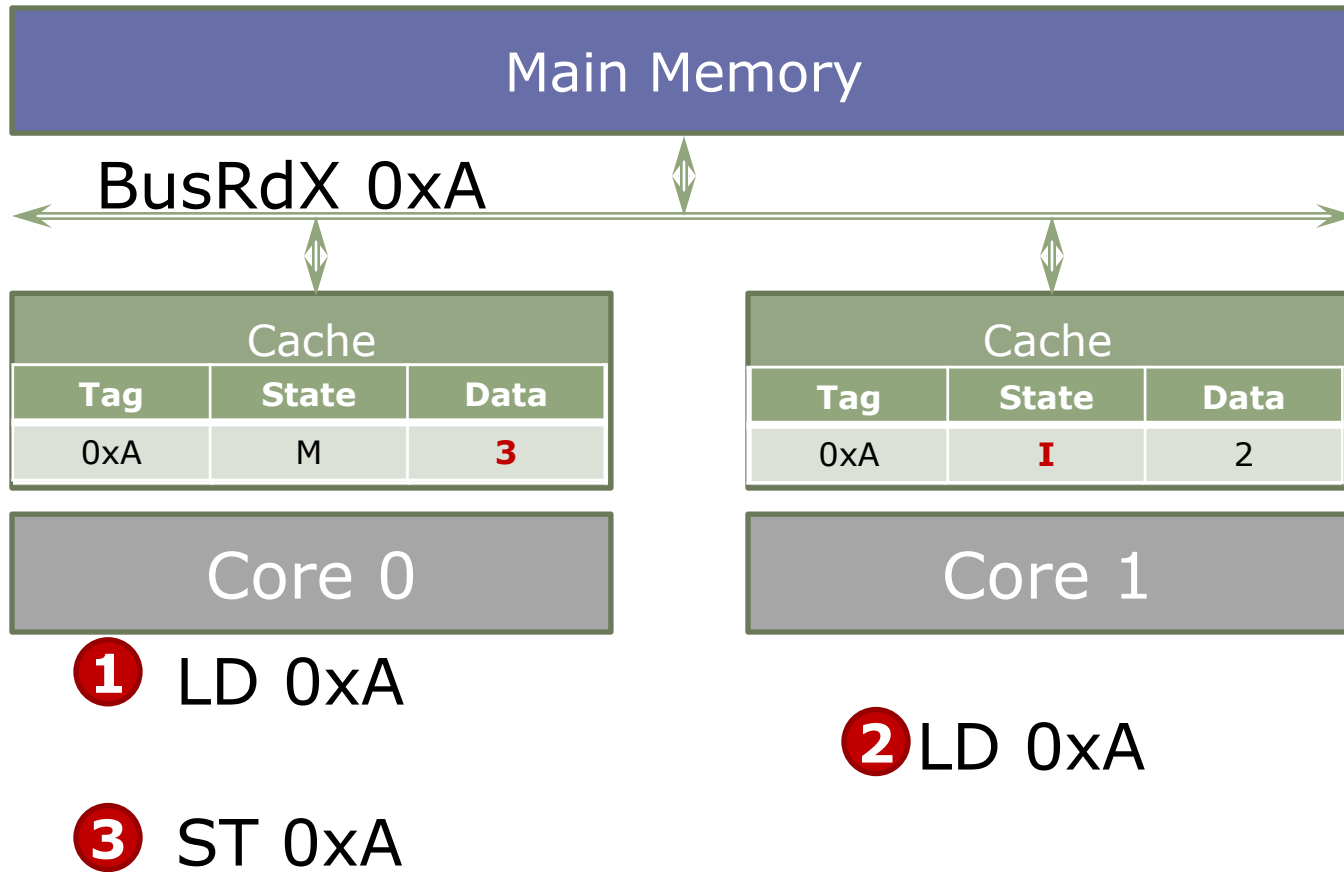 Main Memory
BusRdX 0xA
Cache
Tag State Data
0xA M 3
Cache
Tag State Data
0xA I 2
Core 0
Core 1
1 LD 0xA
2 LD 0xA
3 ST 0xA